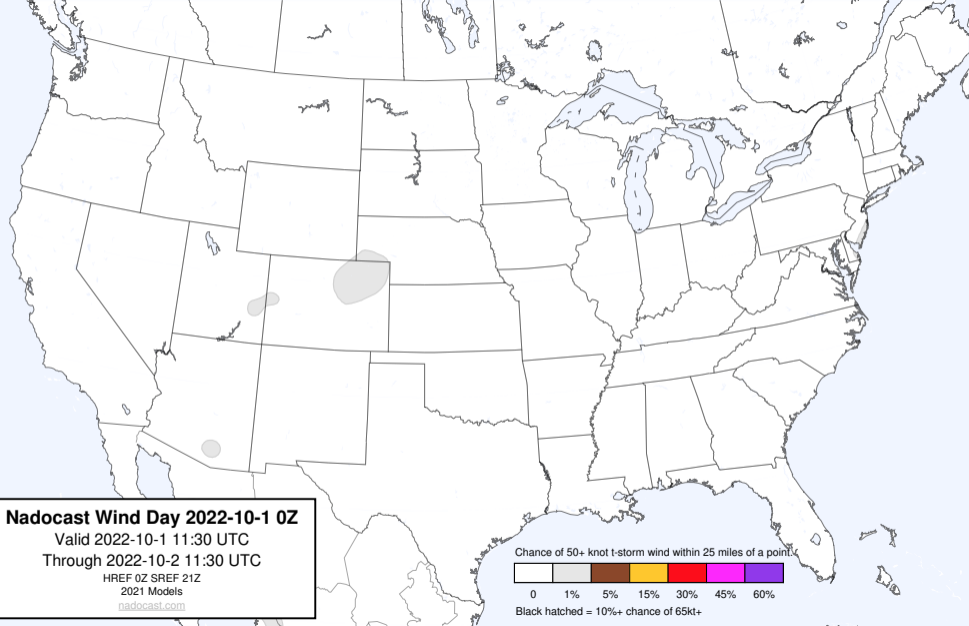 Nadocast Wind Day 2022-10-1 0Z
Valid 2022-10-1 11:30 UTC
Through 2022-10-2 11:30 UTC
HREF 0Z SREF 21Z
2021 Models
nadocast.com
Chance of 50+ knot t-storm wind within 25 miles of a point.
0 1% 5% 15% 30% 45% 60%
Black hatched = 10%+ chance of 65kt+